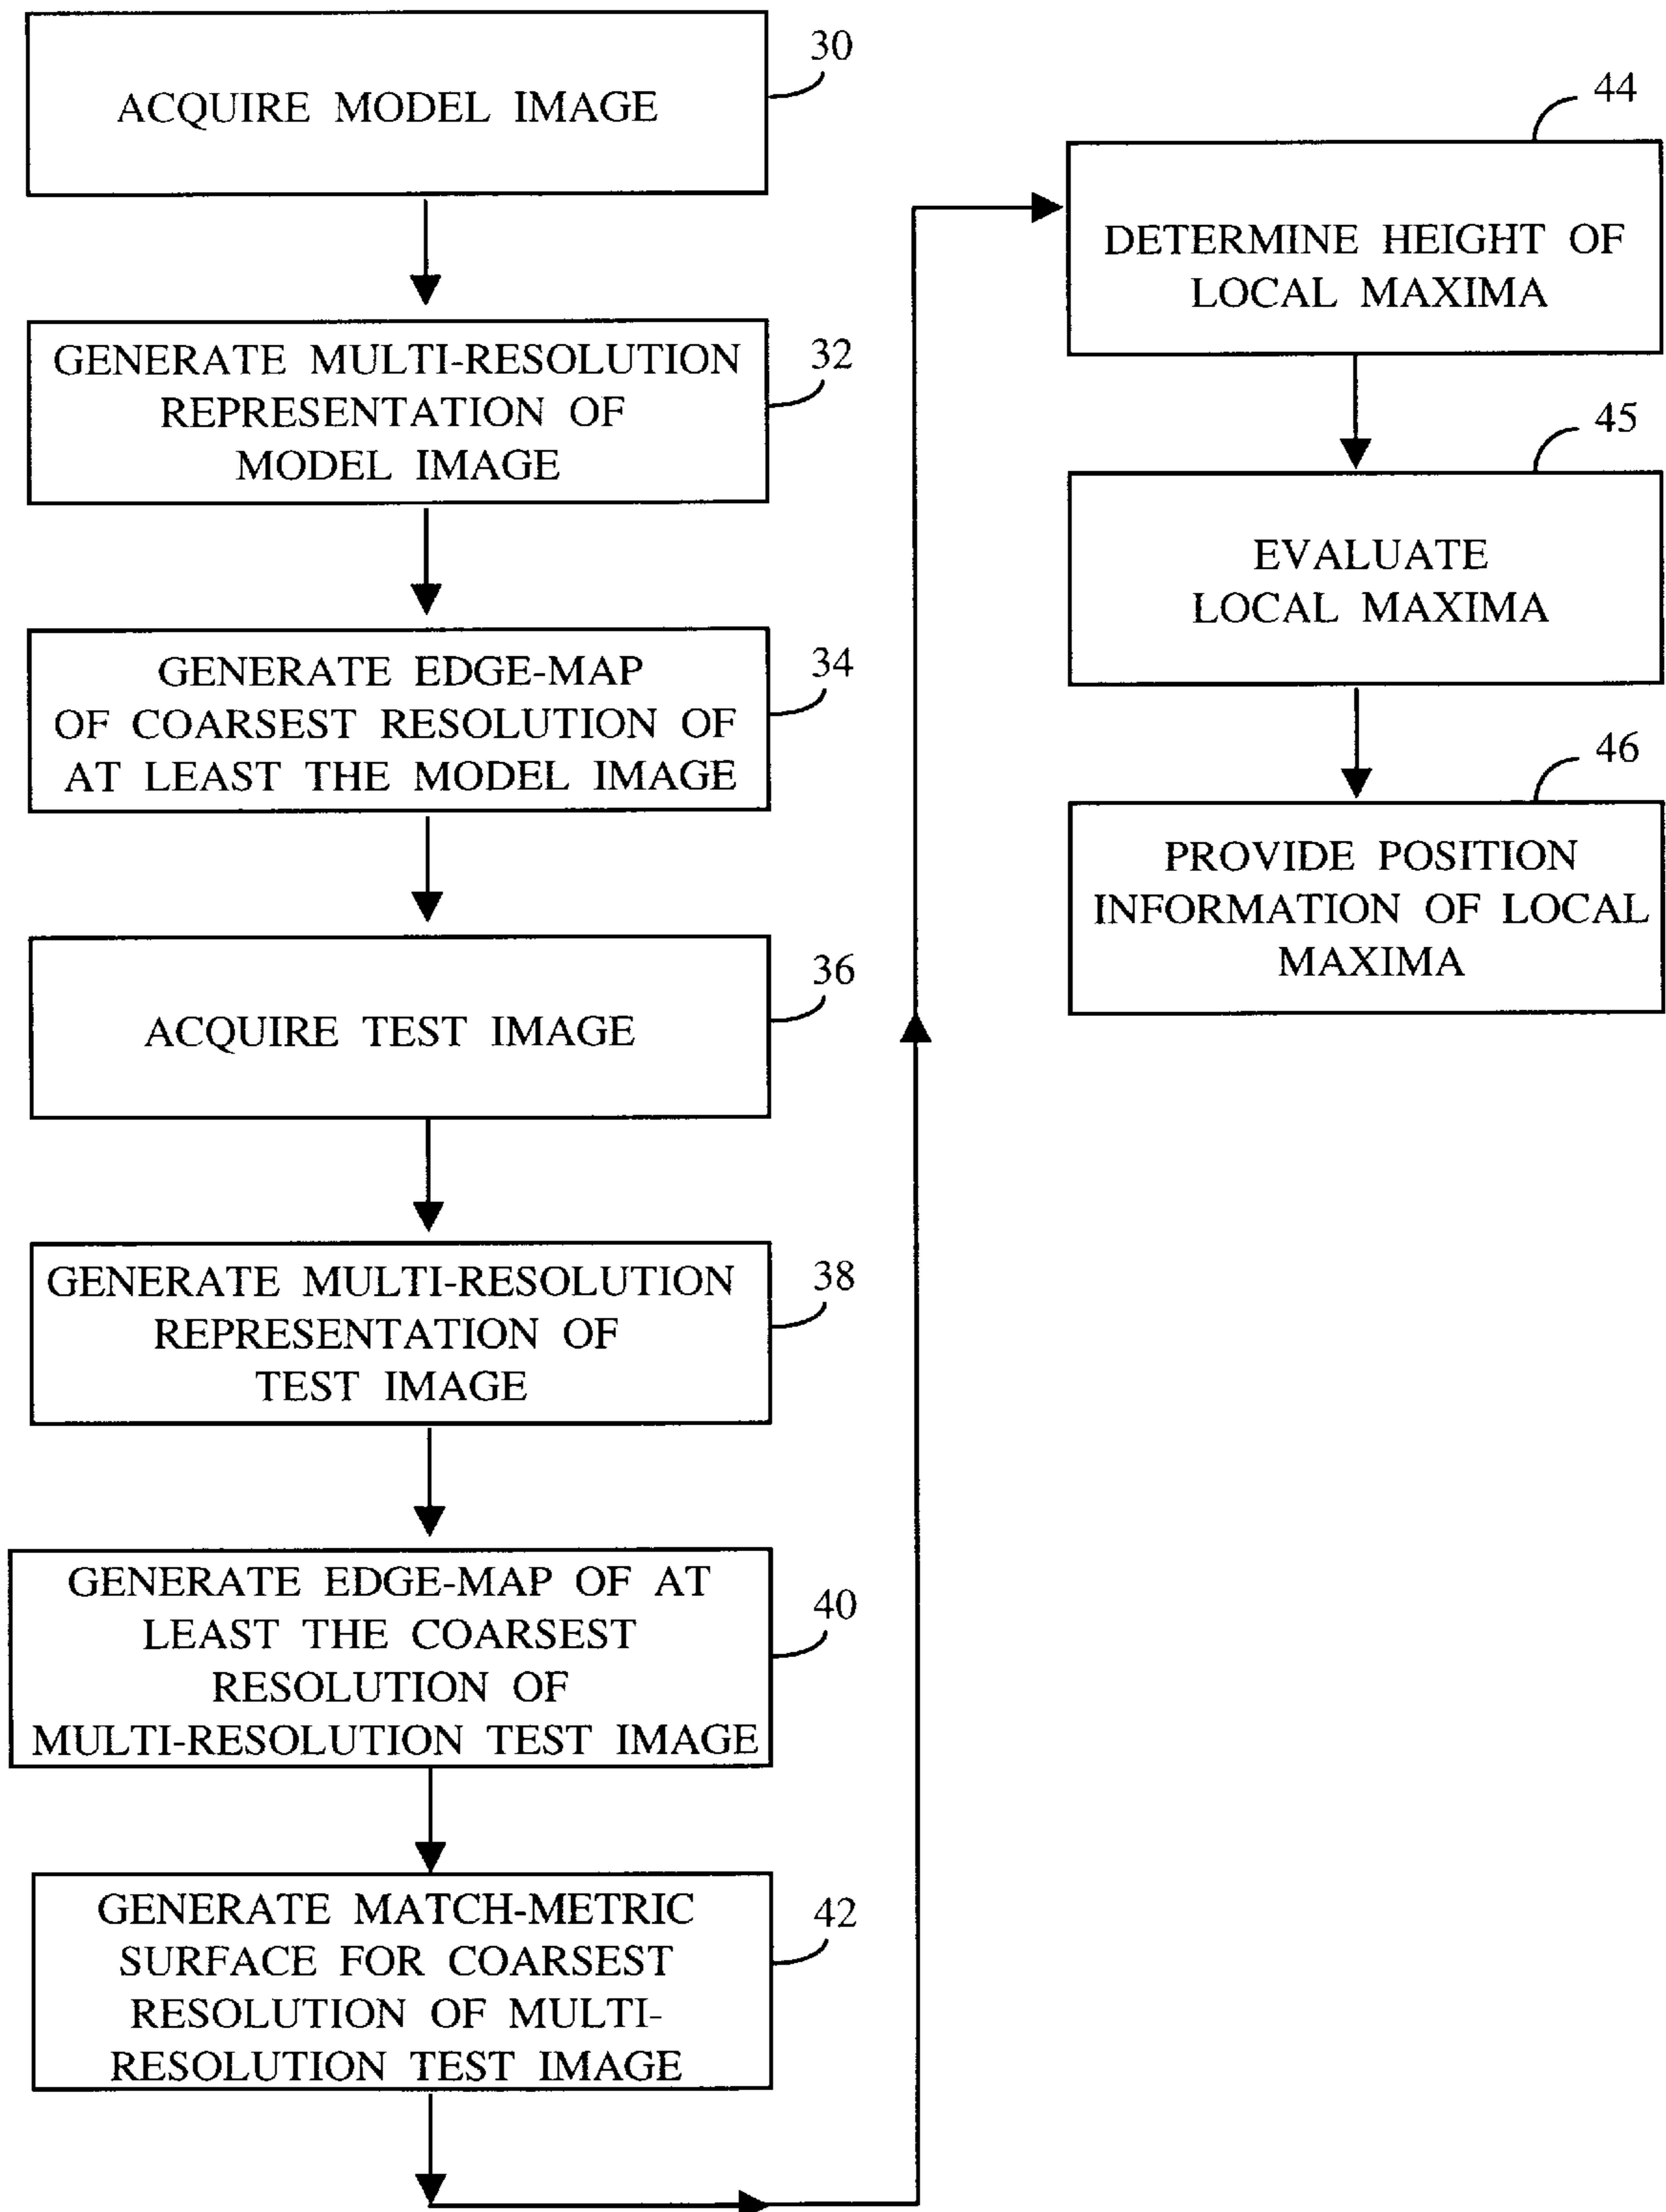 30
ACQUIRE MODEL IMAGE
32
GENERATE MULTI-RESOLUTION
REPRESENTATION OF
MODEL IMAGE
34
GENERATE EDGE-MAP
OF COARSEST RESOLUTION OF
AT LEAST THE MODEL IMAGE
36
ACQUIRE TEST IMAGE
38
GENERATE MULTI-RESOLUTION
REPRESENTATION OF
TEST IMAGE
40
GENERATE EDGE-MAP OF AT
LEAST THE COARSEST
RESOLUTION OF
MULTI-RESOLUTION TEST IMAGE
42
GENERATE MATCH-METRIC
SURFACE FOR COARSEST
RESOLUTION OF MULTI-
RESOLUTION TEST IMAGE
44
DETERMINE HEIGHT OF
LOCAL MAXIMA
45
EVALUATE
LOCAL MAXIMA
46
PROVIDE POSITION
INFORMATION OF LOCAL
MAXIMA